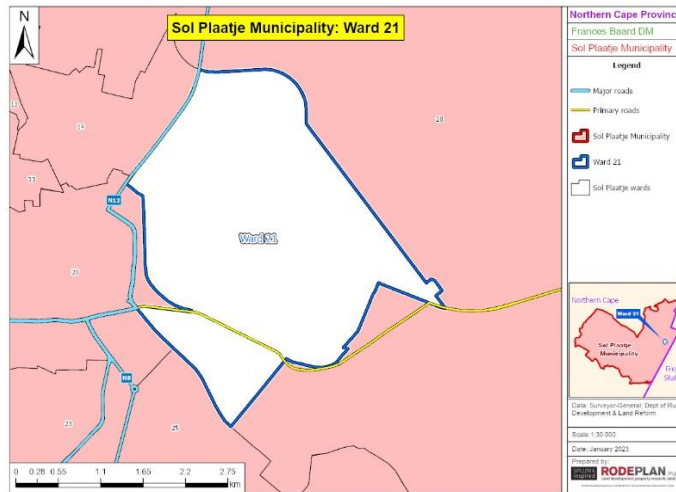 Sol Plaatje Municipality: Ward 21
N
13
14
33
28
N12
Ward 21
20
N8
23
25
0 0.28 0.55 1.1 1.65 2.2 2.75
km
Northern Cape Provinc
Frances Baard DM
Sol Plaatje Municipality
Legend
Major roads
Primary roads
Sol Plaatje Municipality
Ward 21
Sol Plaatje wards
Northern Cape
Ward 21
Sol Plaatje
Municipality
Fre
Stat
Data: Surveyor-General, Dept of Ru
Development & Land Reform
Scale: 1:30 000
Date: January 2023
Prepared by:
RODEPLAN